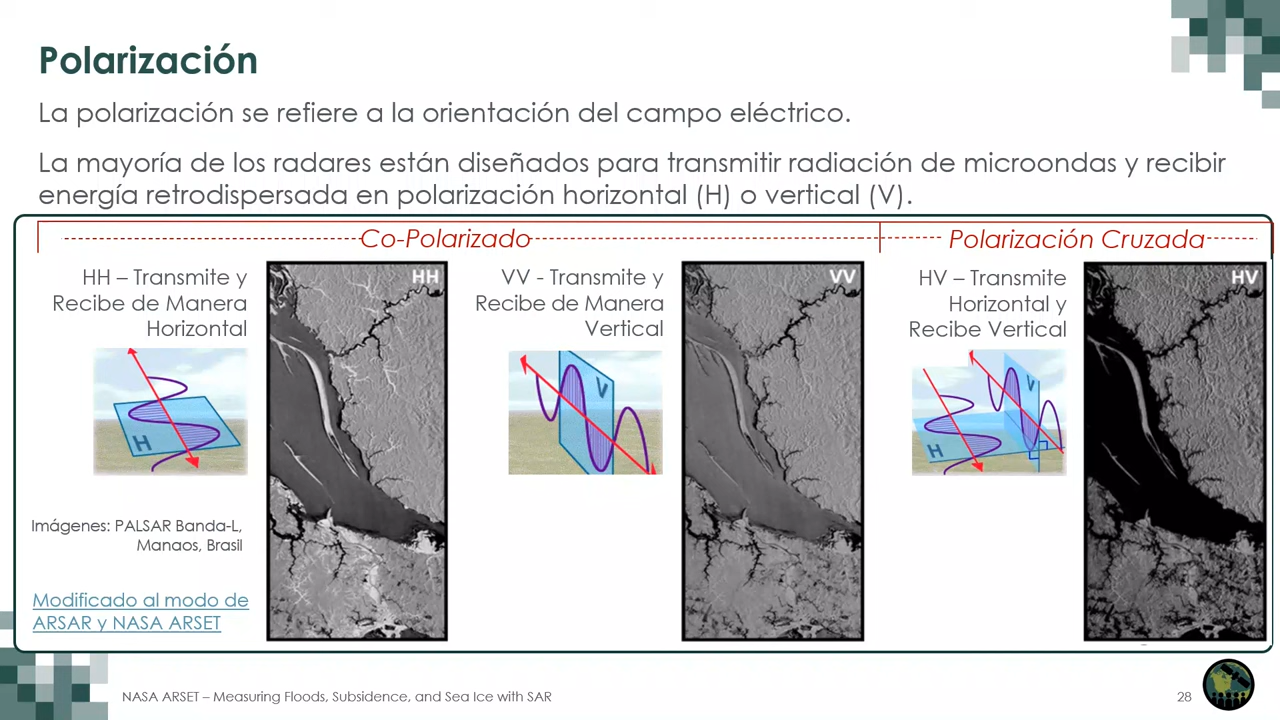 Polarización
La polarización se refiere a la orientación del campo eléctrico.
La mayoría de los radares están diseñados para transmitir radiación de microondas y recibir
energía retrodispersada en polarización horizontal (H) o vertical (V).
Co-Polarizado
Polarización Cruzada
HH – Transmite y
Recibe de Manera
Horizontal
H
HH
VV - Transmite y
Recibe de Manera
Vertical
V
VV
HV – Transmite
Horizontal y
Recibe Vertical
V
H
HV
Imágenes: PALSAR Banda-L,
Manaos, Brasil
Modificado al modo de
ARSAR y NASA ARSET
NASA ARSET – Measuring Floods, Subsidence, and Sea Ice with SAR
28